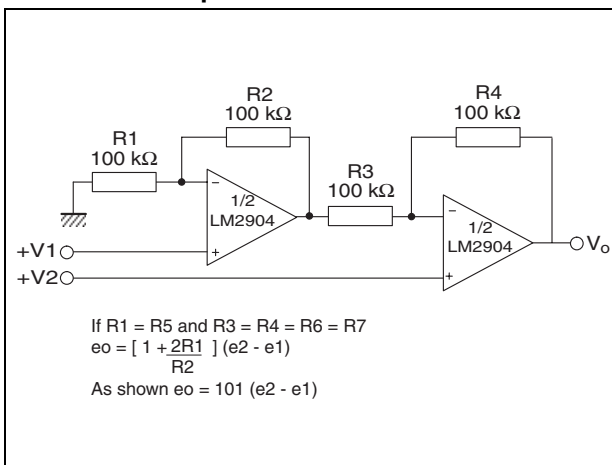 R2
100 kΩ
R4
100 kΩ
R1
100 kΩ
R3
100 kΩ
1/2
LM2904
1/2
LM2904
Vo
+V1
+V2
If R1 = R5 and R3 = R4 = R6 = R7
eo = [ 1 + 2R1 ] (e2 - e1)
R2
As shown eo = 101 (e2 - e1)